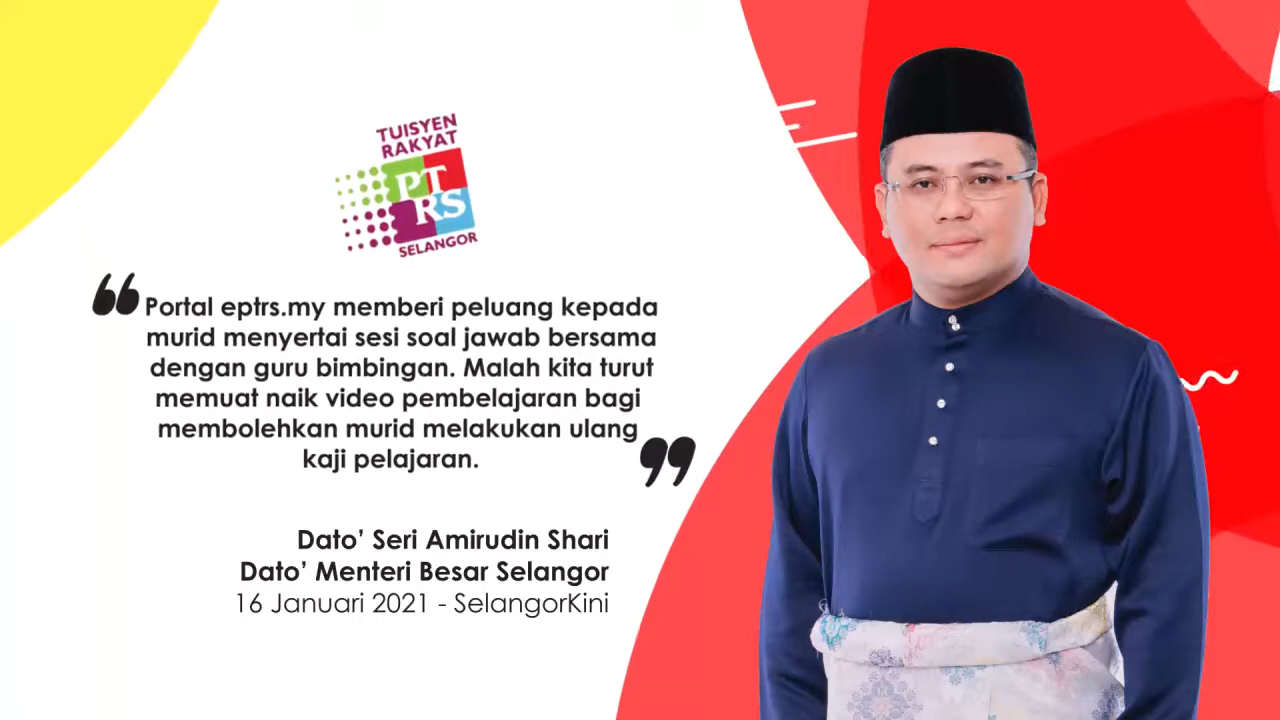 TUISYEN
RAKYAT
PT
RS
SELANGOR
“Portal eptrs.my memberi peluang kepada
murid menyertai sesi soal jawab bersama
dengan guru bimbingan. Malah kita turut
memuat naik video pembelajaran bagi
membolehkan murid melakukan ulang
kaji pelajaran.”
Dato’ Seri Amirudin Shari
Dato’ Menteri Besar Selangor
16 Januari 2021 - SelangorKini